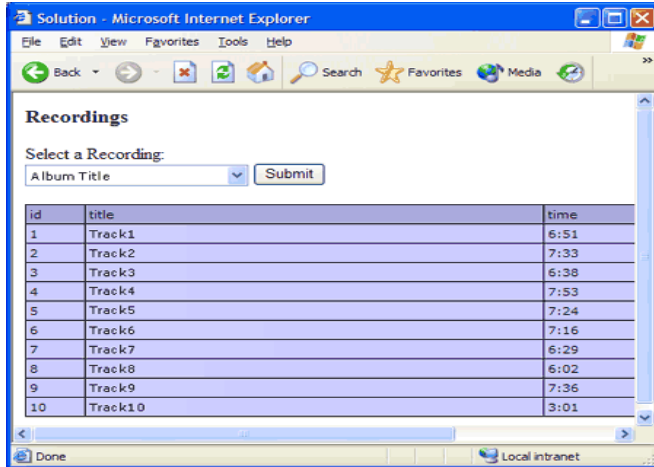 Solution - Microsoft Internet Explorer
File Edit View Favorites Tools Help
Back Search Favorites Media
Recordings
Select a Recording:
Album Title Submit
id title time
1 Track1 6:51
2 Track2 7:33
3 Track3 6:38
4 Track4 7:53
5 Track5 7:24
6 Track6 7:16
7 Track7 6:29
8 Track8 6:02
9 Track9 7:36
10 Track10 3:01
Done Local intranet